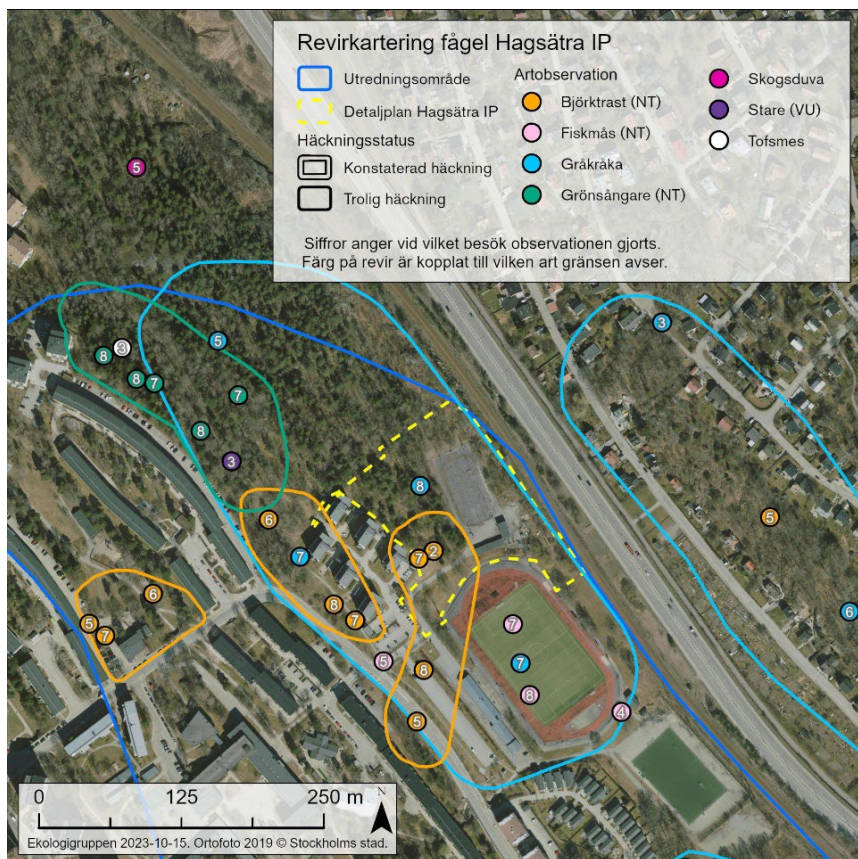 Revirkartering fågel Hagsätra IP
Utredningsområde
Detaljplan Hagsätra IP
Häckningsstatus
Konstaterad häckning
Trolig häckning
Artobservation
Björktrast (NT)
Fiskmås (NT)
Gråkråka
Grönsångare (NT)
Skogsduva
Stare (VU)
Tofsmes
Siffror anger vid vilket besök observationen gjorts.
Färg på revir är kopplat till vilken art gränsen avser.
5
3
5
3
8
8
7
7
8
3
8
6
7
5
7
2
6
7
8
7
6
5
7
5
8
7
8
5
4
0 125 250 m
N
Ekologigruppen 2023-10-15. Ortofoto 2019 © Stockholms stad.